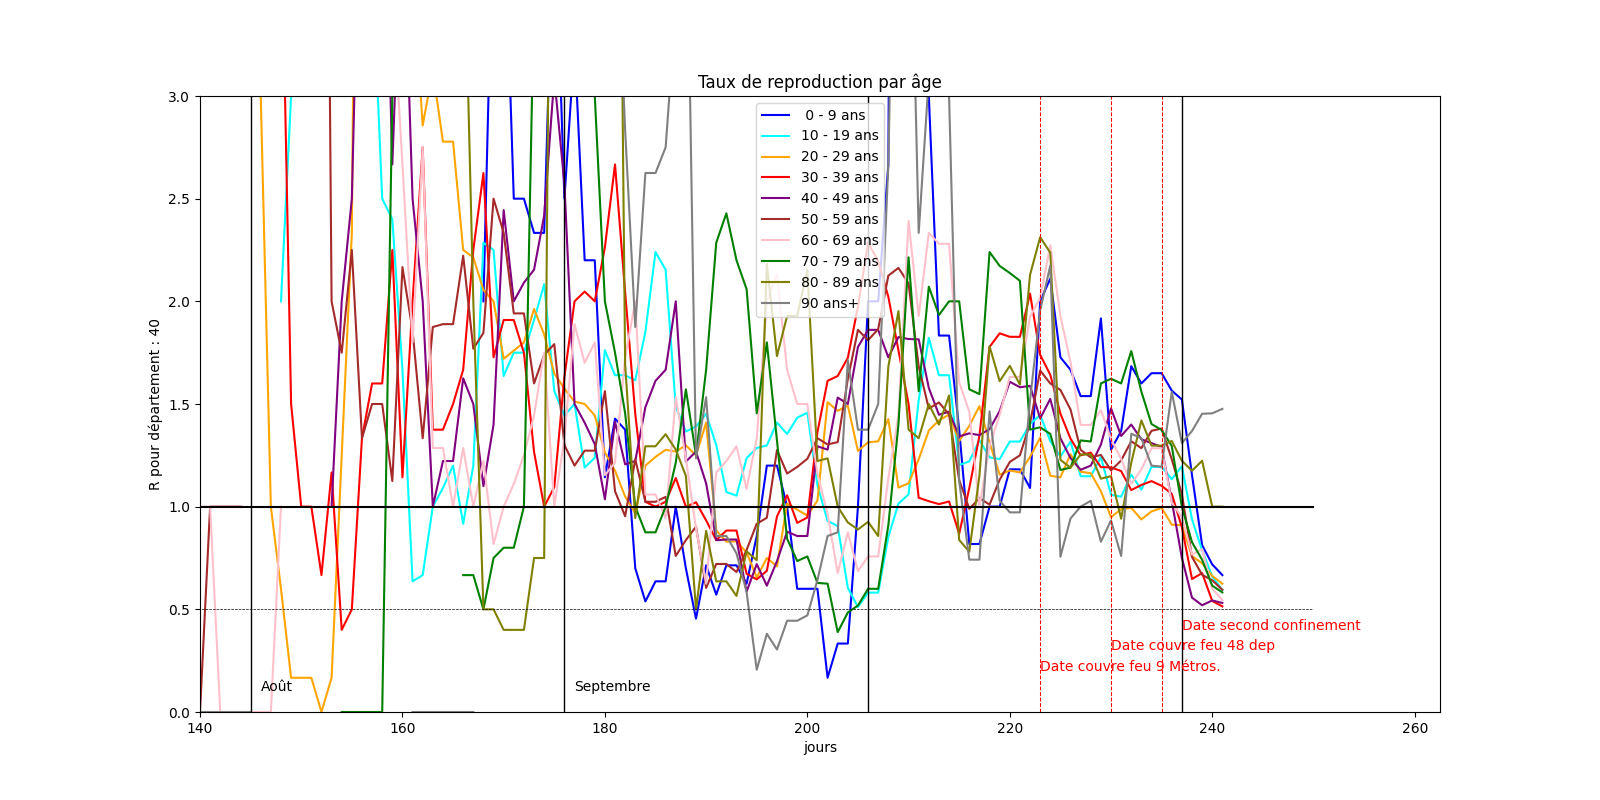 Taux de reproduction par âge
3.0
2.5
2.0
1.5
1.0
0.5
0.0
R pour département : 40
0 - 9 ans
10 - 19 ans
20 - 29 ans
30 - 39 ans
40 - 49 ans
50 - 59 ans
60 - 69 ans
70 - 79 ans
80 - 89 ans
90 ans+
Date second confinement
Date couvre feu 48 dep
Date couvre feu 9 Métros.
Août
Septembre
140
160
180
200
220
240
260
jours